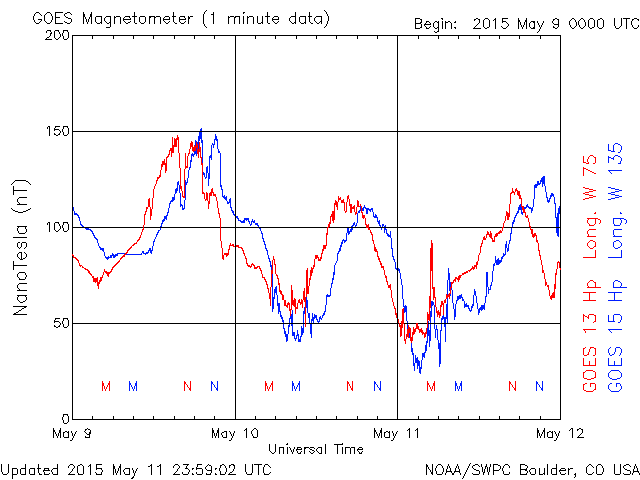 GOES Magnetometer (1 minute data)
Begin: 2015 May 9 0000 UTC
200
150
100
50
0
NanoTesla (nT)
M M N N M M N N M M N N
May 9 May 10 May 11 May 12
Universal Time
GOES 13 Hp Long. W 75
GOES 15 Hp Long. W 135
Updated 2015 May 11 23:59:02 UTC
NOAA/SWPC Boulder, CO USA